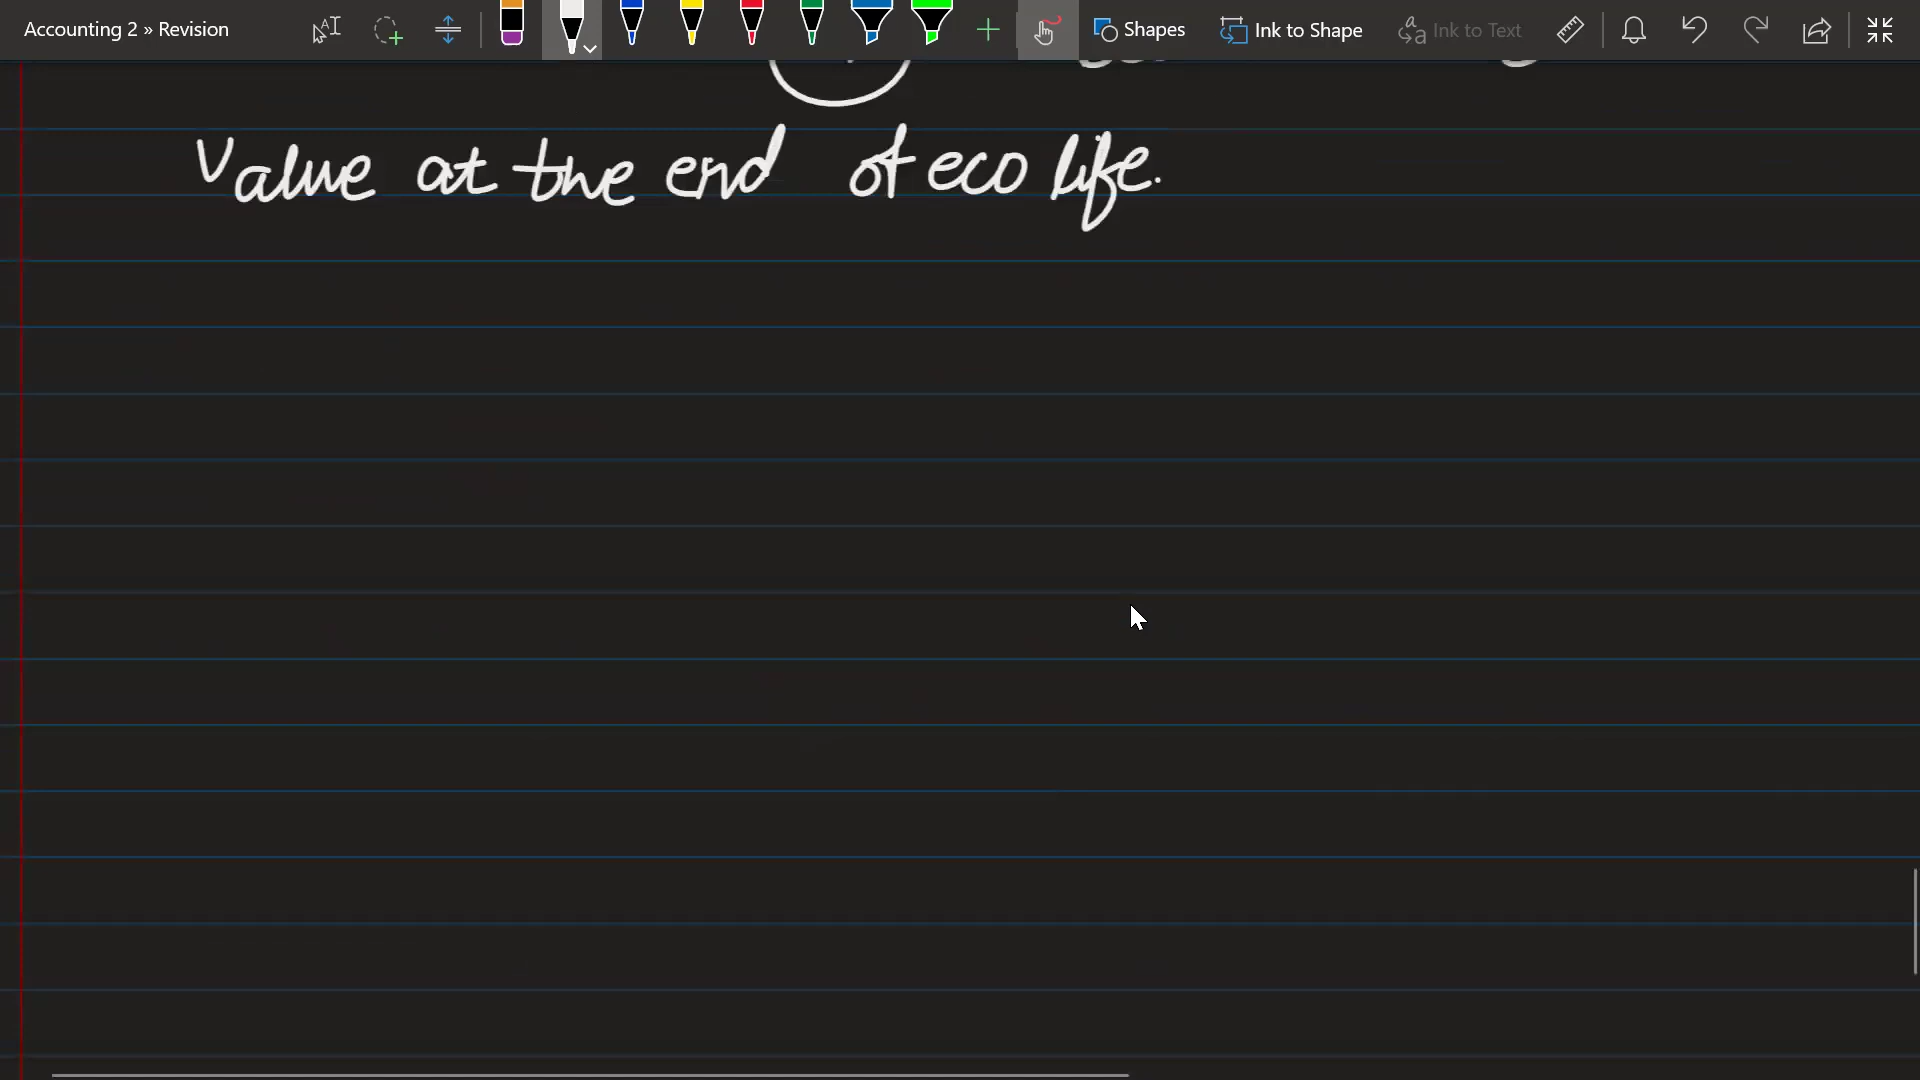 Accounting 2 » Revision
Shapes
Ink to Shape
Ink to Text
Value at the end of eco life.